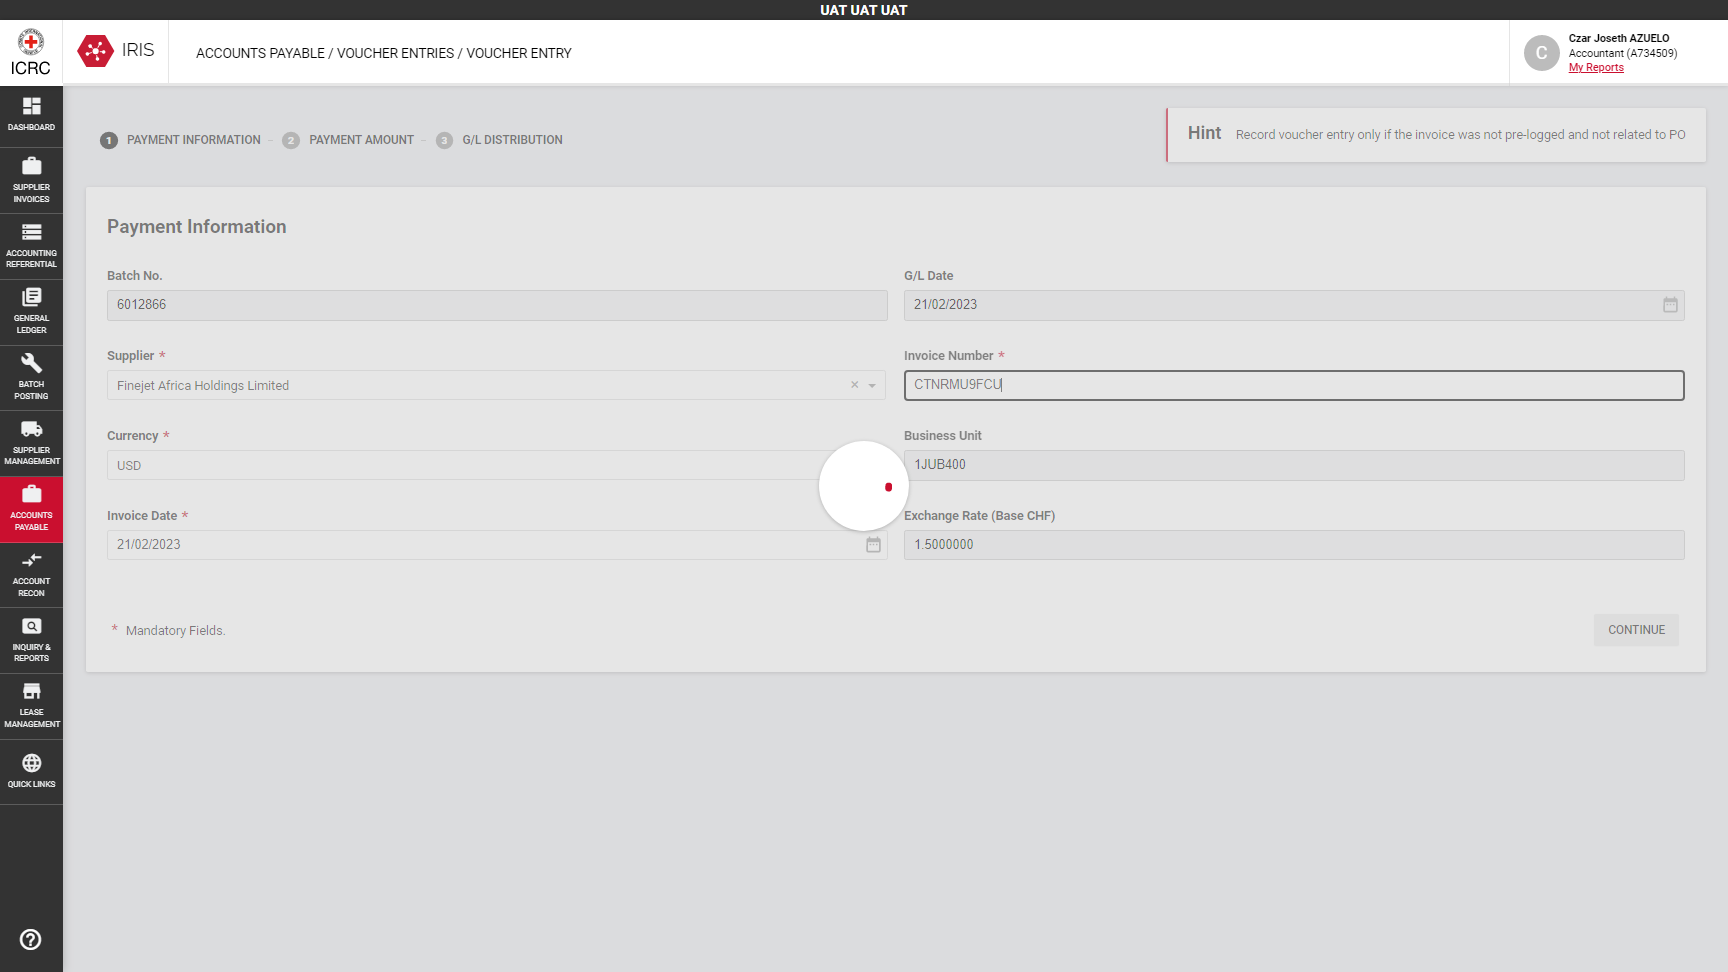 UAT UAT UAT
ICRC
IRIS
ACCOUNTS PAYABLE / VOUCHER ENTRIES / VOUCHER ENTRY
C
Czar Joseth AZUELO
Accountant (A734509)
My Reports
DASHBOARD
SUPPLIER
INVOICES
ACCOUNTING
REFERENTIAL
GENERAL
LEDGER
BATCH
POSTING
SUPPLIER
MANAGEMENT
ACCOUNTS
PAYABLE
ACCOUNT
RECON
INQUIRY &
REPORTS
LEASE
MANAGEMENT
QUICK LINKS
1 PAYMENT INFORMATION - 2 PAYMENT AMOUNT - 3 G/L DISTRIBUTION
Hint Record voucher entry only if the invoice was not pre-logged and not related to PO
Payment Information
Batch No.
6012866
G/L Date
21/02/2023
Supplier *
Finejet Africa Holdings Limited
Invoice Number *
CTNRMU9FCU
Currency *
USD
Business Unit
1JUB400
Invoice Date *
21/02/2023
Exchange Rate (Base CHF)
1.5000000
* Mandatory Fields.
CONTINUE